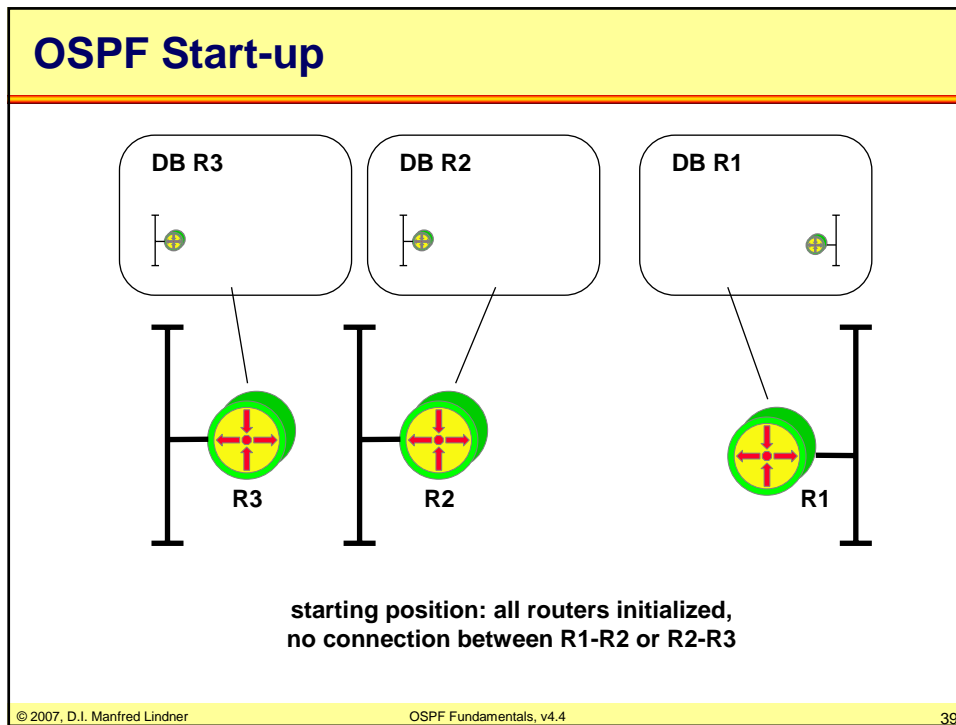 OSPF Start-up
DB R3
DB R2
DB R1
R3
R2
R1
starting position: all routers initialized,
no connection between R1-R2 or R2-R3
© 2007, D.I. Manfred Lindner
OSPF Fundamentals, v4.4
39